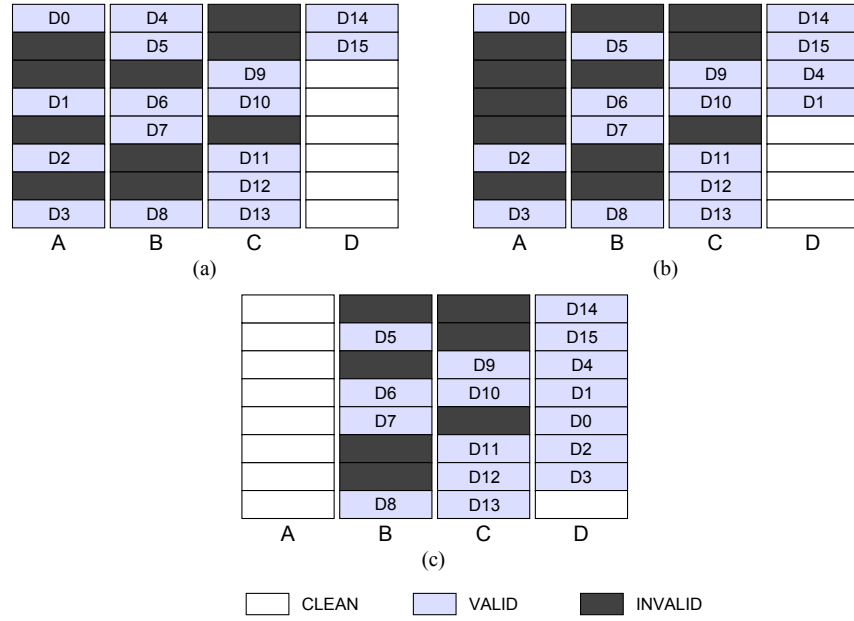 D0 D4 D14
D5 D15
D9
D1 D6 D10
D7
D2 D11
D12
D3 D8 D13
A B C D
(a)
D0 D14
D5 D15
D9 D4
D6 D10 D1
D7
D2 D11
D12
D3 D8 D13
A B C D
(b)
D14
D5 D15
D9 D4
D6 D10 D1
D7 D0
D11 D2
D12 D3
D8 D13
A B C D
(c)
CLEAN VALID INVALID